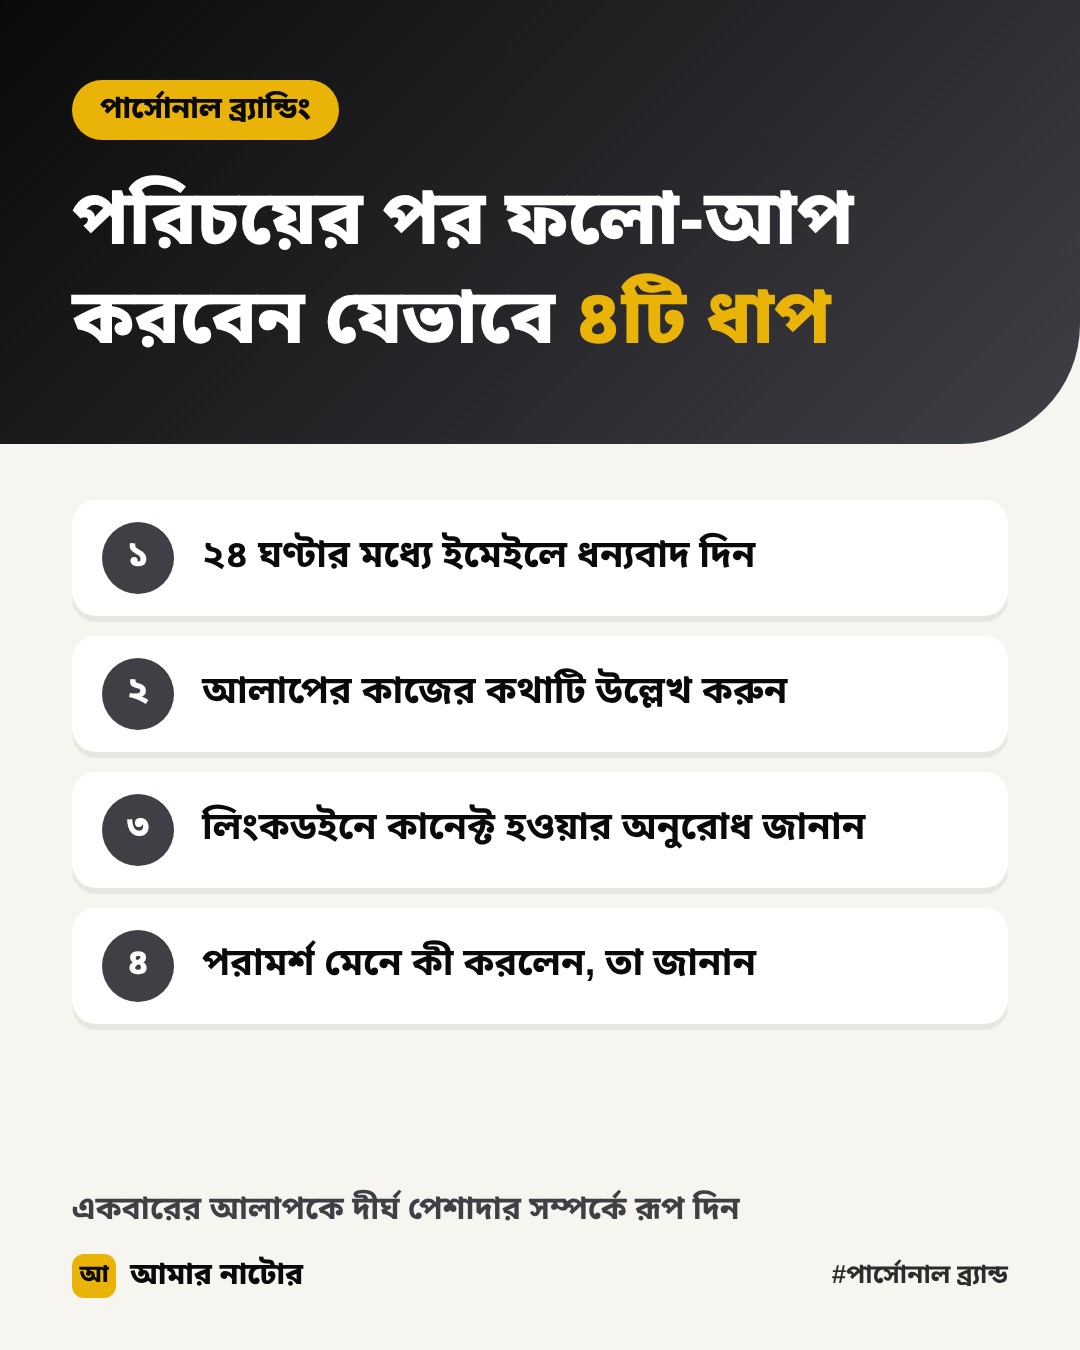 পার্সোনাল ব্র্যান্ডিং
পরিচয়ের পর ফলো-আপ
করবেন যেভাবে ৪টি ধাপ
১ ২৪ ঘণ্টার মধ্যে ইমেইলে ধন্যবাদ দিন
২ আলাপের কাজের কথাটি উল্লেখ করুন
৩ লিংকডইনে কানেক্ট হওয়ার অনুরোধ জানান
৪ পরামর্শ মেনে কী করলেন, তা জানান
একবারের আলাপকে দীর্ঘ পেশাদার সম্পর্কে রূপ দিন
আ আমার নাটোর
#পার্সোনাল ব্র্যান্ড